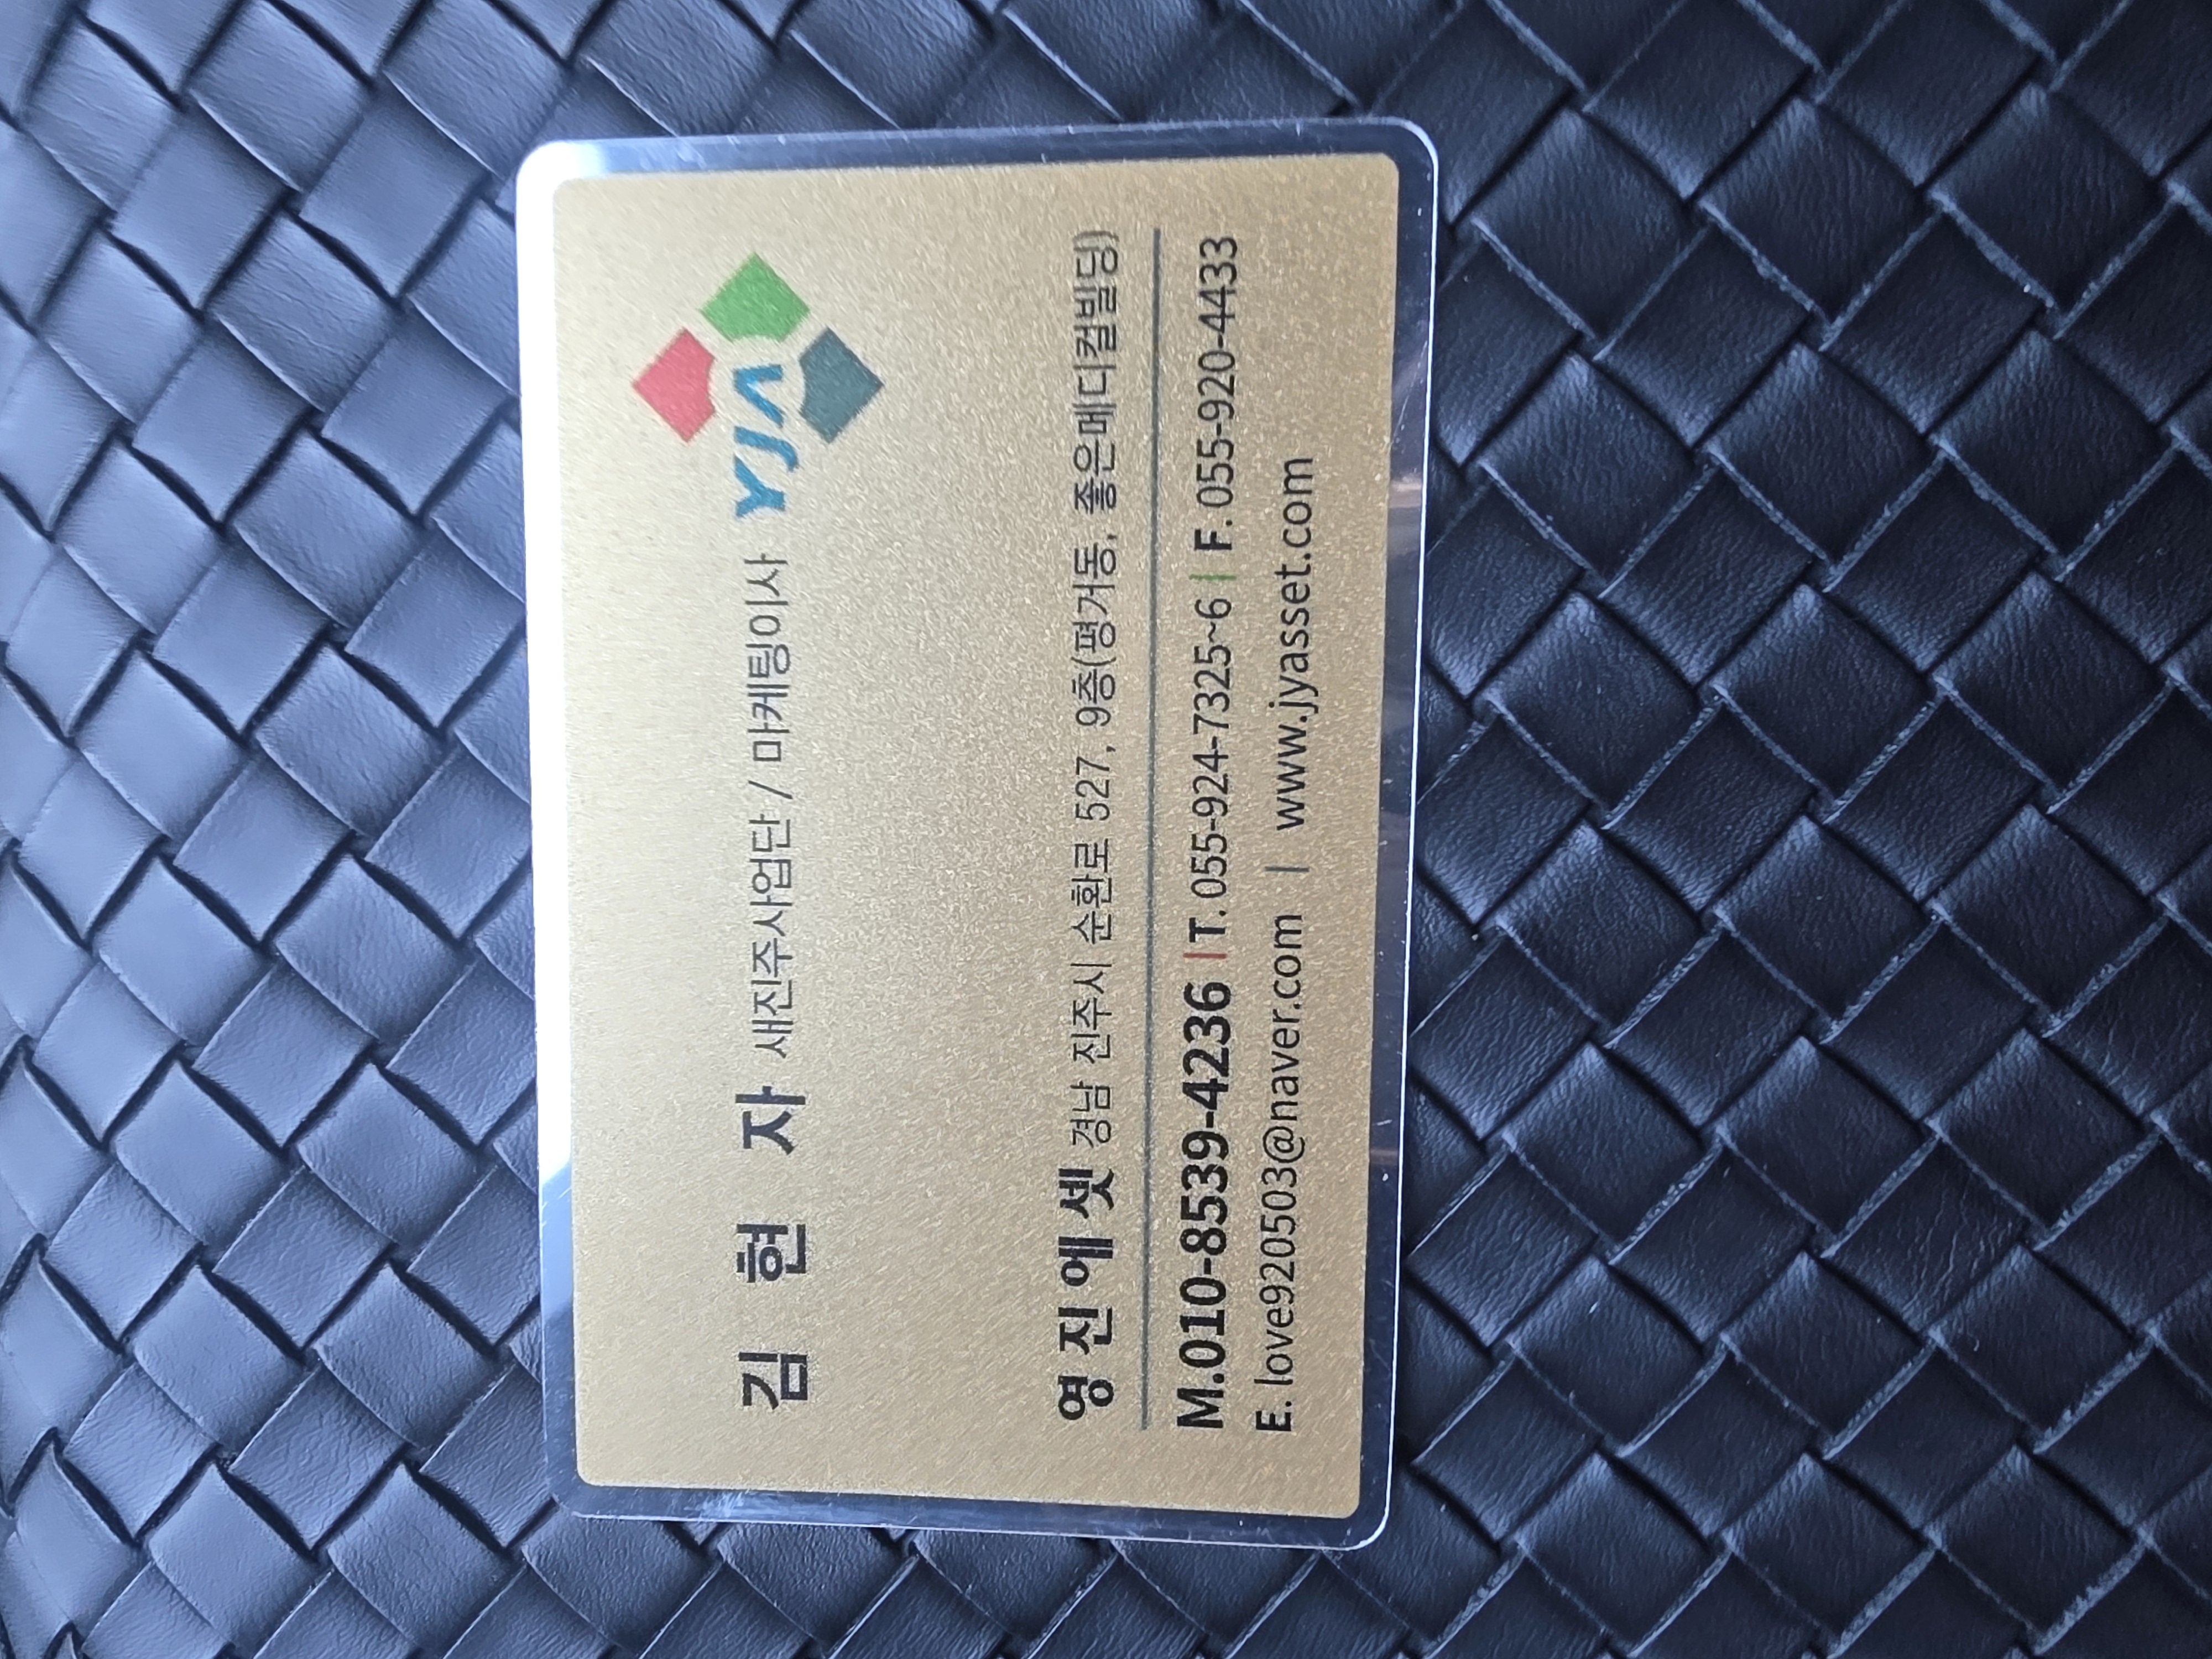 김 현 자 새진주사업단 / 마케팅이사
YJA
영진에셋 경남 진주시 순환로 527, 9층(평거동, 좋은메디컬빌딩)
M.010-8539-4236 | T. 055-924-7325~6 | F. 055-920-4433
E. love920503@naver.com | www.jyasset.com